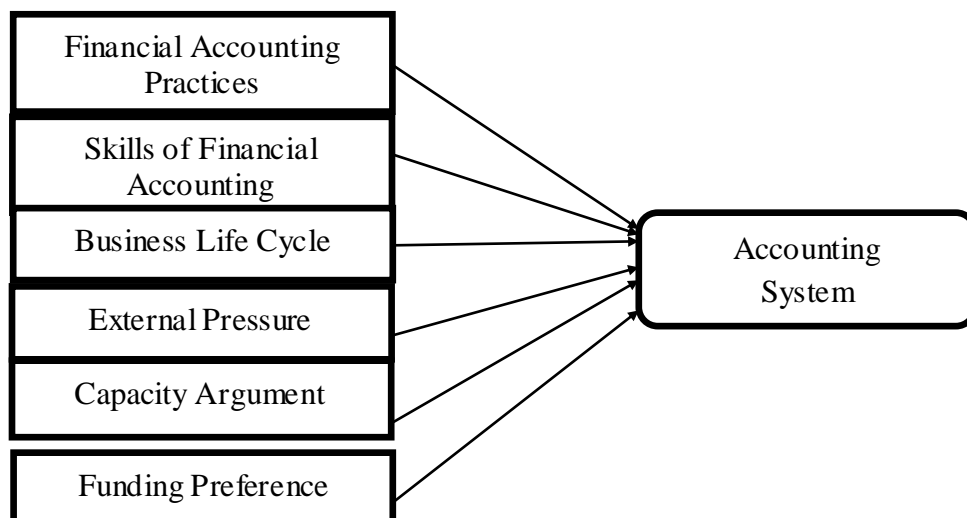 Financial Accounting
Practices
Skills of Financial
Accounting
Business Life Cycle
External Pressure
Capacity Argument
Funding Preference
Accounting
System